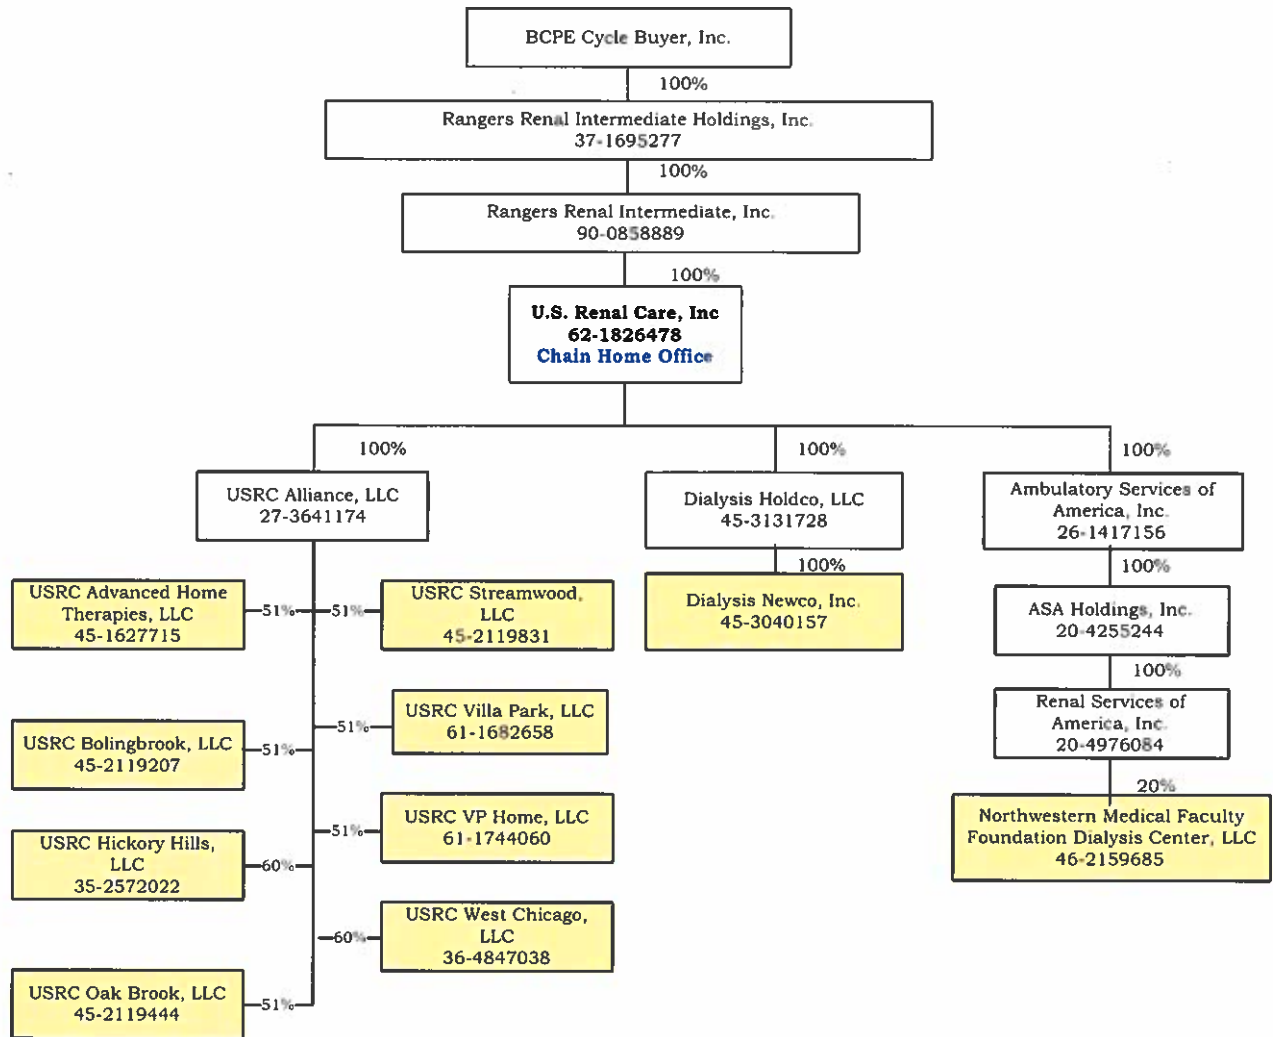 BCPE Cycle Buyer, Inc.
100%
Rangers Renal Intermediate Holdings, Inc.
37-1695277
100%
Rangers Renal Intermediate, Inc.
90-0858889
100%
U.S. Renal Care, Inc
62-1826478
Chain Home Office
100%
100%
100%
USRC Alliance, LLC
27-3641174
Dialysis Holdco, LLC
45-3131728
Ambulatory Services of
America, Inc.
26-1417156
100%
100%
USRC Advanced Home
Therapies, LLC
45-1627715
51%
51%
USRC Streamwood,
LLC
45-2119831
Dialysis Newco, Inc.
45-3040157
ASA Holdings, Inc.
20-4255244
100%
USRC Bolingbrook, LLC
45-2119207
51%
51%
USRC Villa Park, LLC
61-1682658
Renal Services of
America, Inc.
20-4976084
20%
USRC Hickory Hills,
LLC
35-2572022
60%
51%
USRC VP Home, LLC
61-1744060
Northwestern Medical Faculty
Foundation Dialysis Center, LLC
46-2159685
60%
USRC West Chicago,
LLC
36-4847038
USRC Oak Brook, LLC
45-2119444
51%